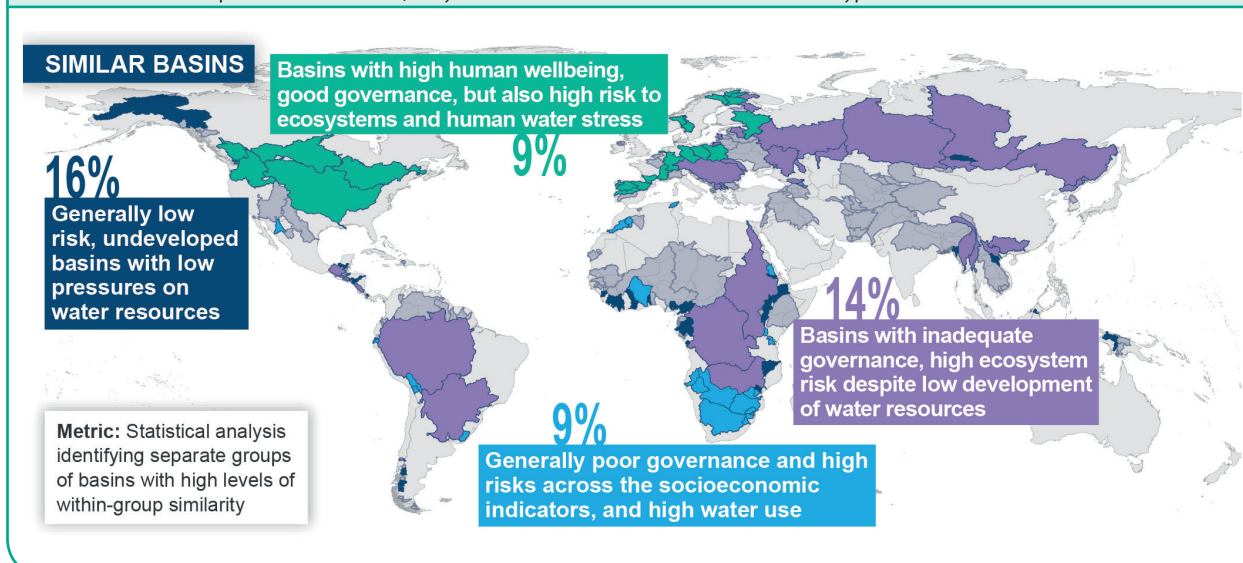 SIMILAR BASINS
Basins with high human wellbeing,
good governance, but also high risk to
ecosystems and human water stress
9%
16%
Generally low
risk, undeveloped
basins with low
pressures on
water resources
14%
Basins with inadequate
governance, high ecosystem
risk despite low development
of water resources
9%
Generally poor governance and high
risks across the socioeconomic
indicators, and high water use
Metric: Statistical analysis
identifying separate groups
of basins with high levels of
within-group similarity